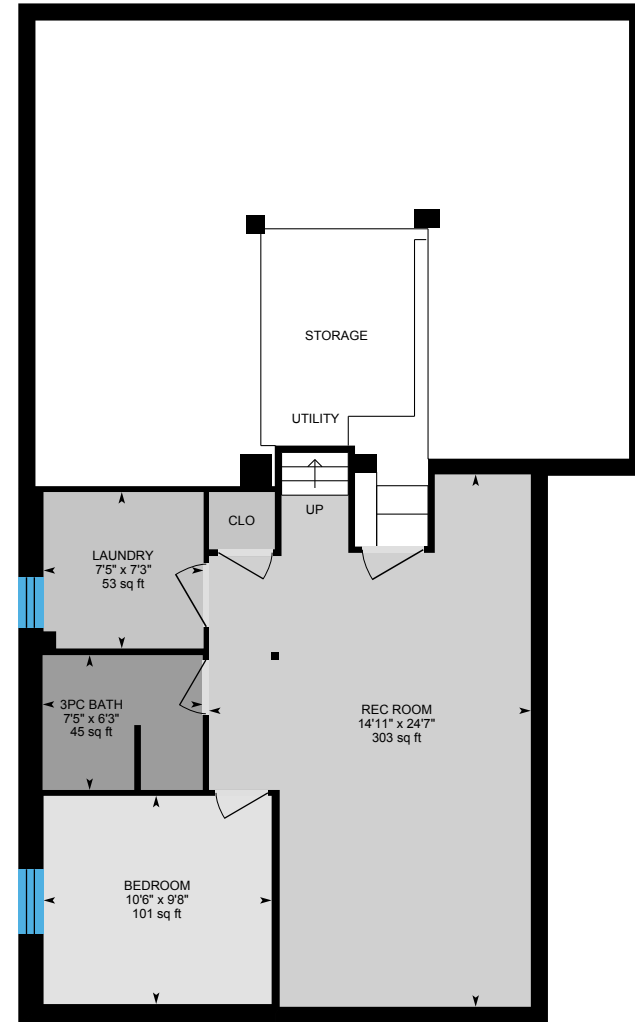 STORAGE
UTILITY
UP
CLO
LAUNDRY
7'5" x 7'3"
53 sq ft
3PC BATH
7'5" x 6'3"
45 sq ft
REC ROOM
14'11" x 24'7"
303 sq ft
BEDROOM
10'6" x 9'8"
101 sq ft